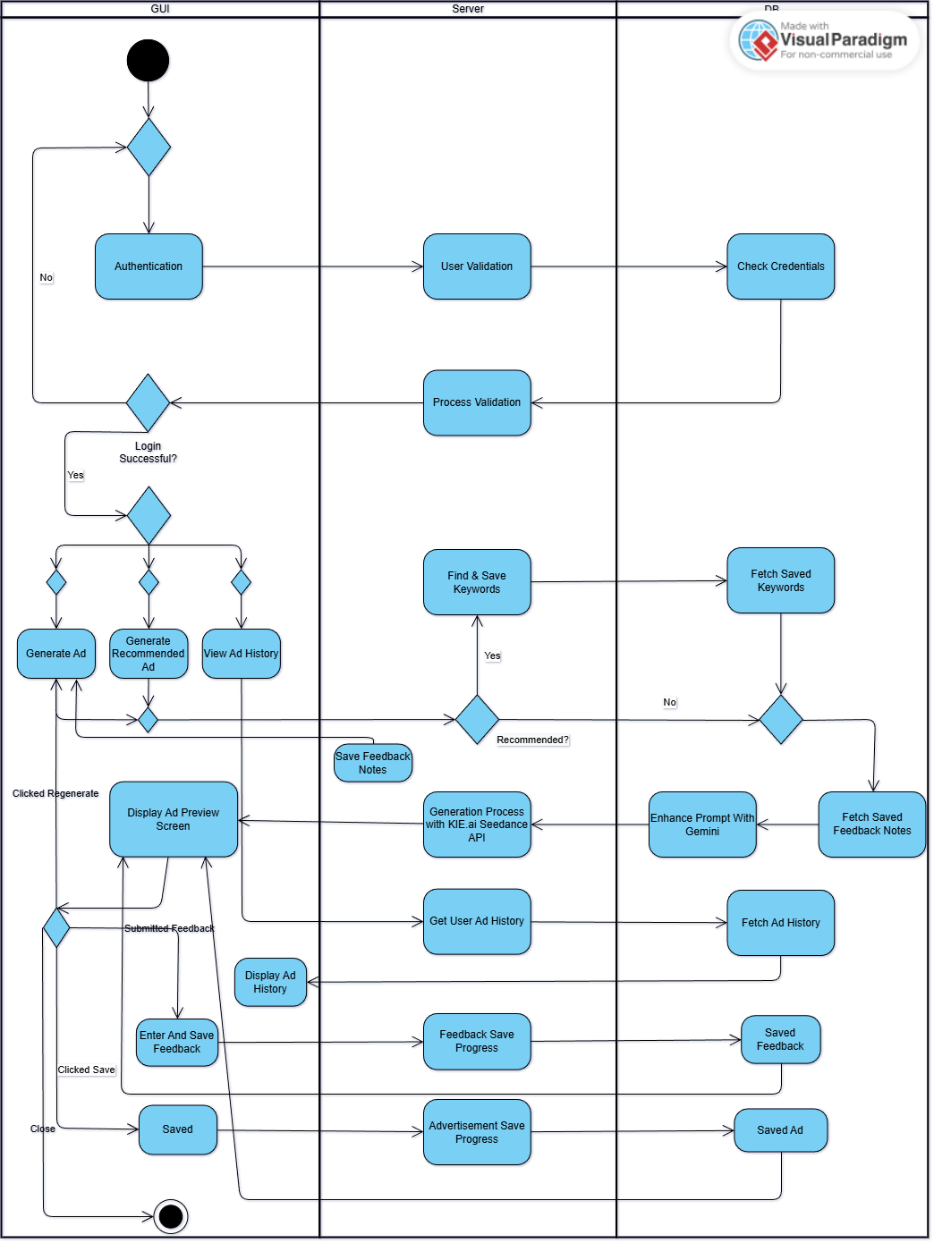 GUI
Server
DB
Made with
VisualParadigm
For non-commercial use
Authentication
User Validation
Check Credentials
No
Process Validation
Login
Successful?
Yes
Find & Save
Keywords
Fetch Saved
Keywords
Generate Ad
Generate
Recommended
Ad
View Ad History
Yes
No
Recommended?
Save Feedback
Notes
Clicked Regenerate
Display Ad Preview
Screen
Generation Process
with KIE.ai Seedance
API
Enhance Prompt With
Gemini
Fetch Saved
Feedback Notes
Submitted Feedback
Get User Ad History
Fetch Ad History
Display Ad
History
Enter And Save
Feedback
Feedback Save
Progress
Saved
Feedback
Clicked Save
Close
Saved
Advertisement Save
Progress
Saved Ad